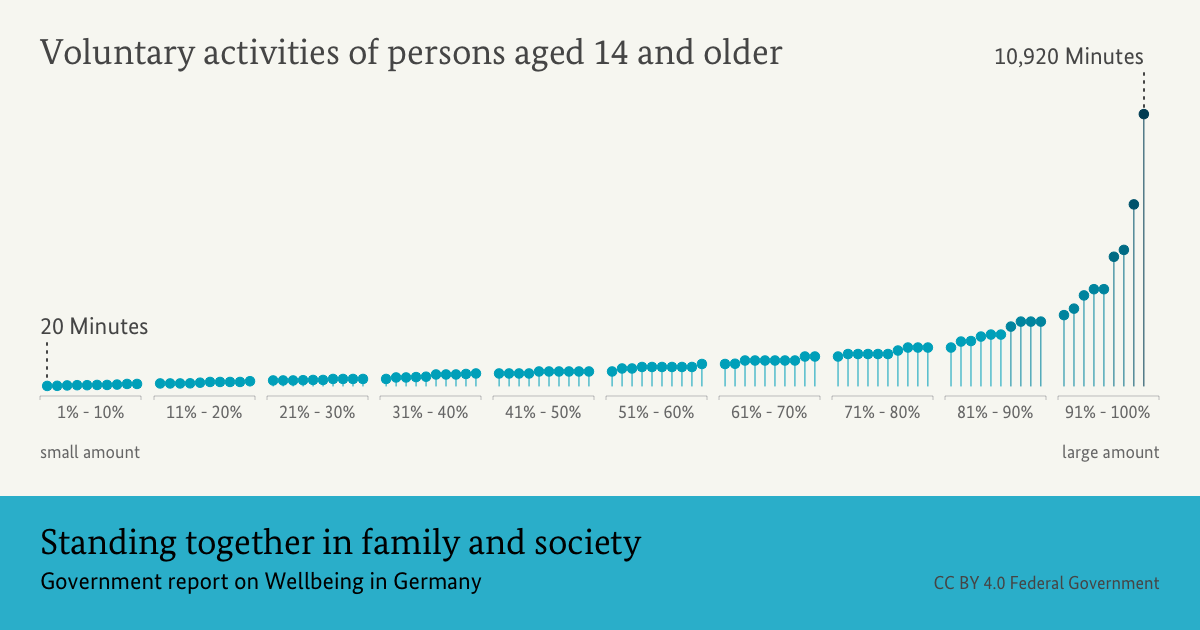 Voluntary activities of persons aged 14 and older
10,920 Minutes
20 Minutes
1% - 10%
11% - 20%
21% - 30%
31% - 40%
41% - 50%
51% - 60%
61% - 70%
71% - 80%
81% - 90%
91% - 100%
small amount
large amount
Standing together in family and society
Government report on Wellbeing in Germany
CC BY 4.0 Federal Government